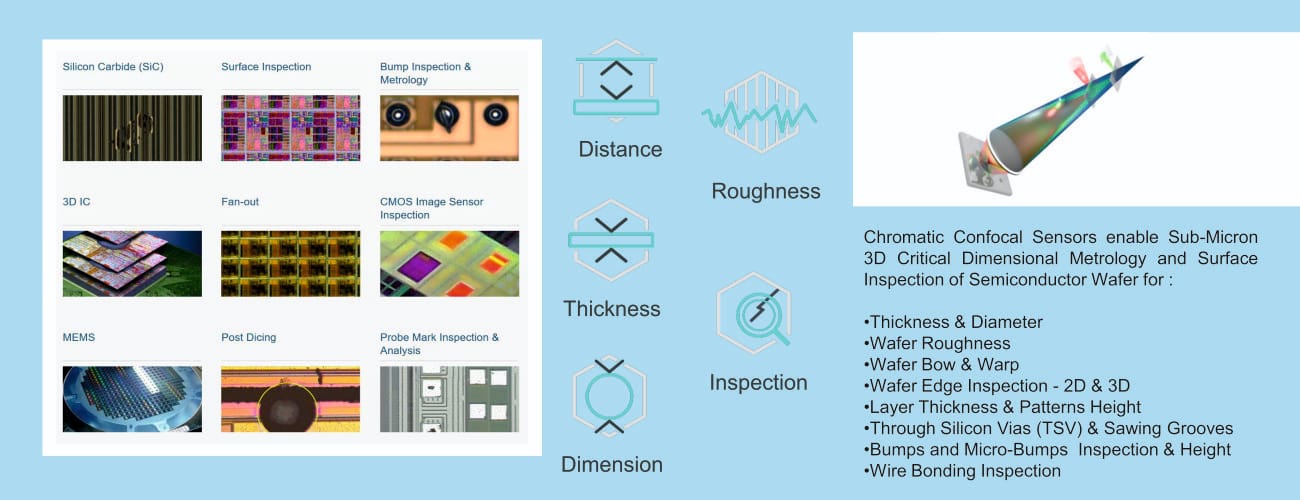 Silicon Carbide (SiC)
Surface Inspection
Bump Inspection &
Metrology
3D IC
Fan-out
CMOS Image Sensor
Inspection
MEMS
Post Dicing
Probe Mark Inspection &
Analysis
Distance
Thickness
Dimension
Roughness
Inspection
Chromatic Confocal Sensors enable Sub-Micron
3D Critical Dimensional Metrology and Surface
Inspection of Semiconductor Wafer for :
•Thickness & Diameter
•Wafer Roughness
•Wafer Bow & Warp
•Wafer Edge Inspection - 2D & 3D
•Layer Thickness & Patterns Height
•Through Silicon Vias (TSV) & Sawing Grooves
•Bumps and Micro-Bumps  Inspection & Height
•Wire Bonding Inspection